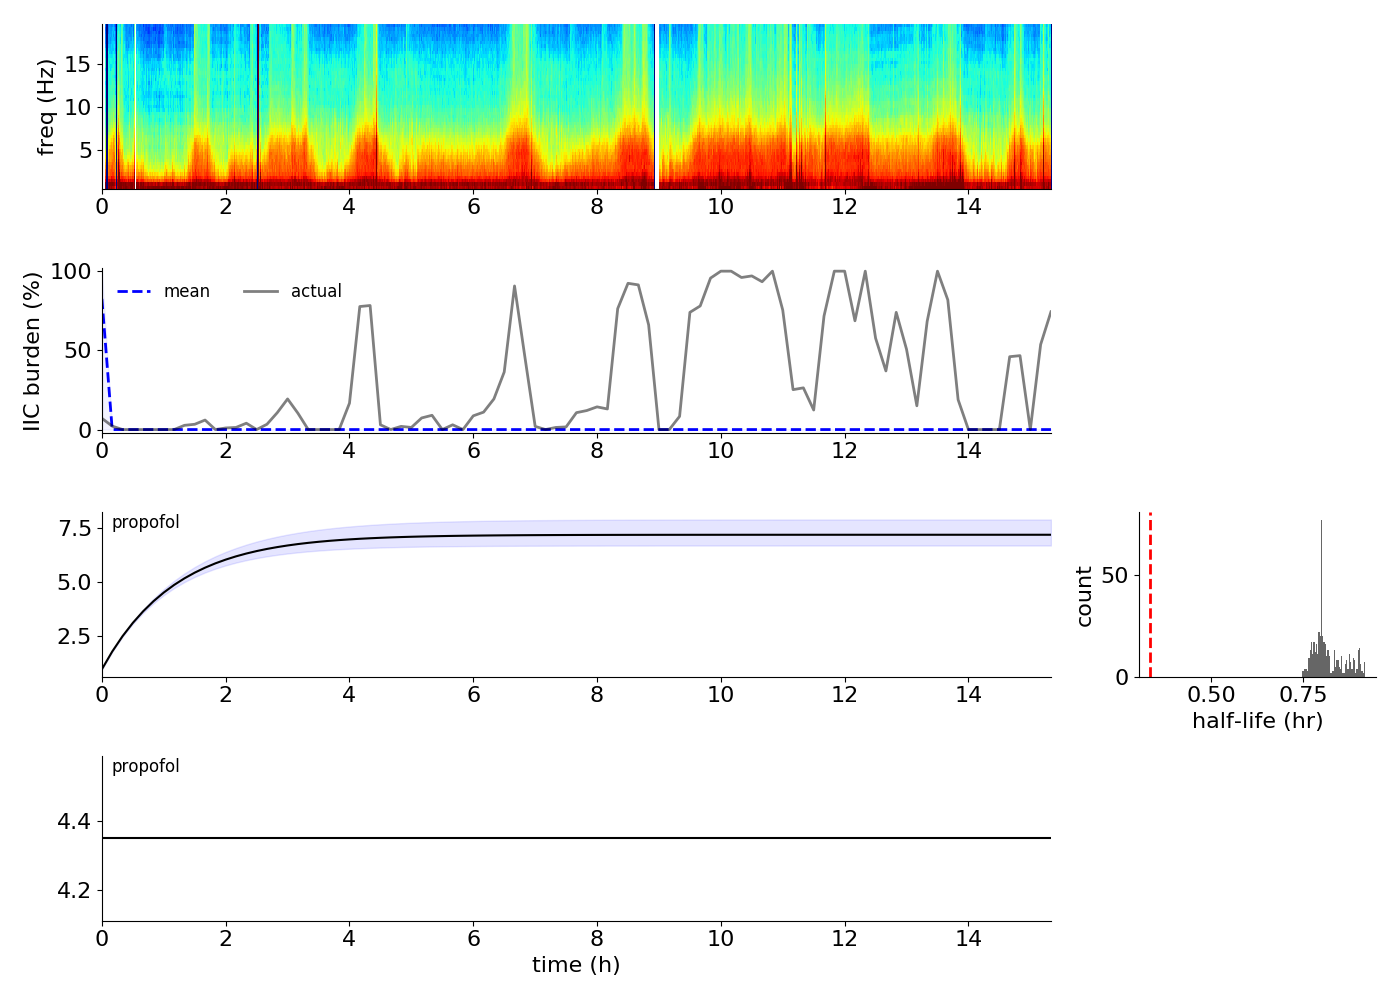 freq (Hz)
15
10
5
0 2 4 6 8 10 12 14
IIC burden (%)
100
50
0
mean actual
0 2 4 6 8 10 12 14
propofol
7.5
5.0
2.5
0 2 4 6 8 10 12 14
count
50
0
0.50 0.75
half-life (hr)
propofol
4.4
4.2
0 2 4 6 8 10 12 14
time (h)